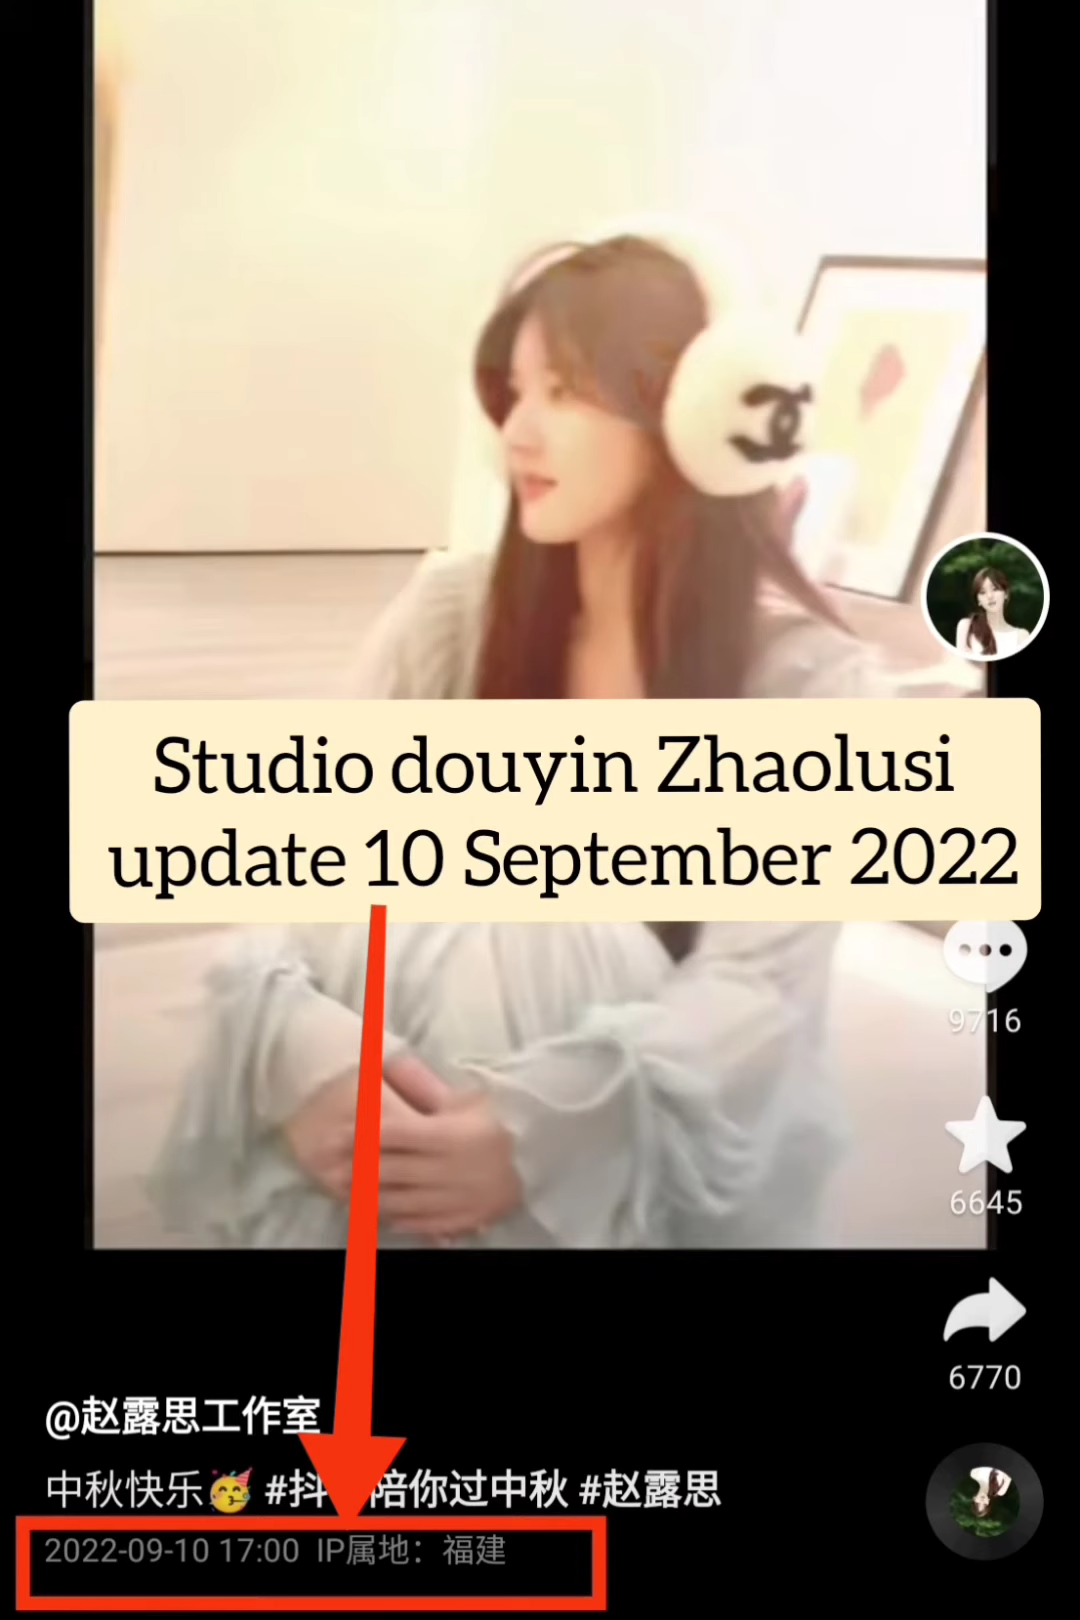 Studio douyin Zhaolusi
update 10 September 2022
9716
6645
6770
@赵露思工作室
中秋快乐🥳 #抖 陪你过中秋 #赵露思
2022-09-10 17:00 IP属地：福建